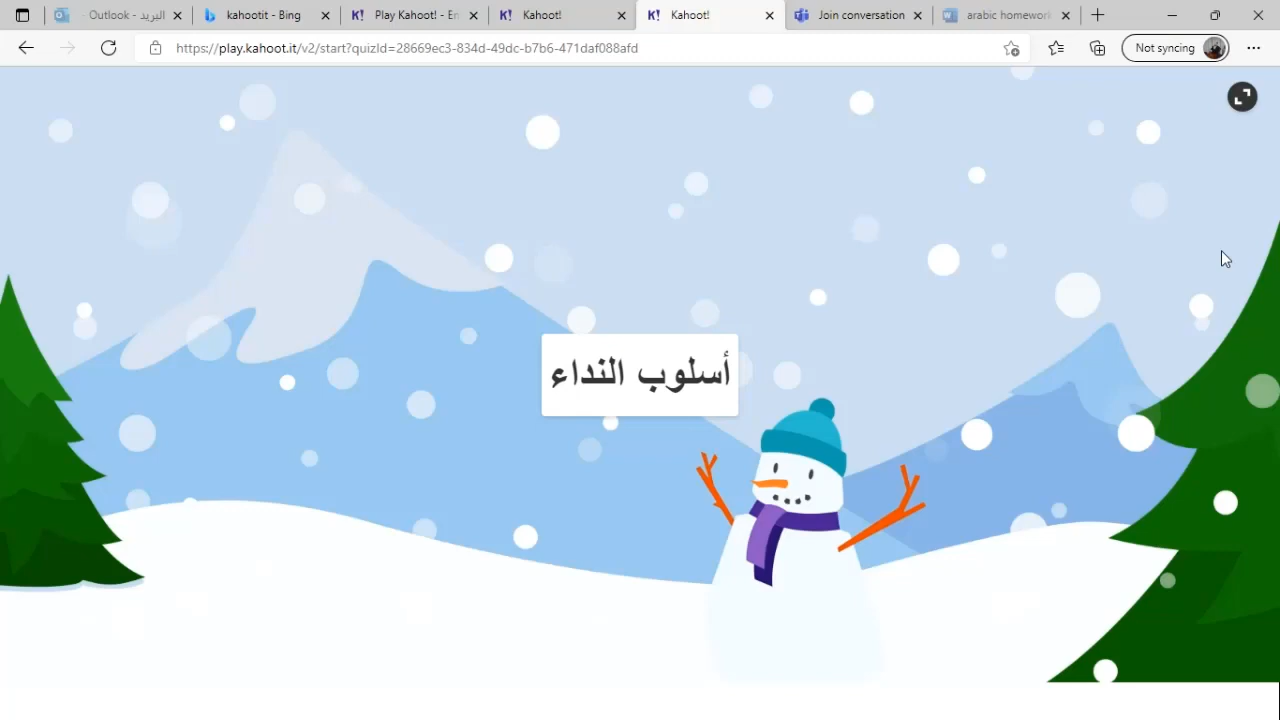 Outlook - البريد -
kahootit - Bing
K! Play Kahoot! - En
K! Kahoot!
K! Kahoot!
Join conversation
arabic homework
https://play.kahoot.it/v2/start?quizId=28669ec3-834d-49dc-b7b6-471daf088afd
Not syncing
أسلوب النداء